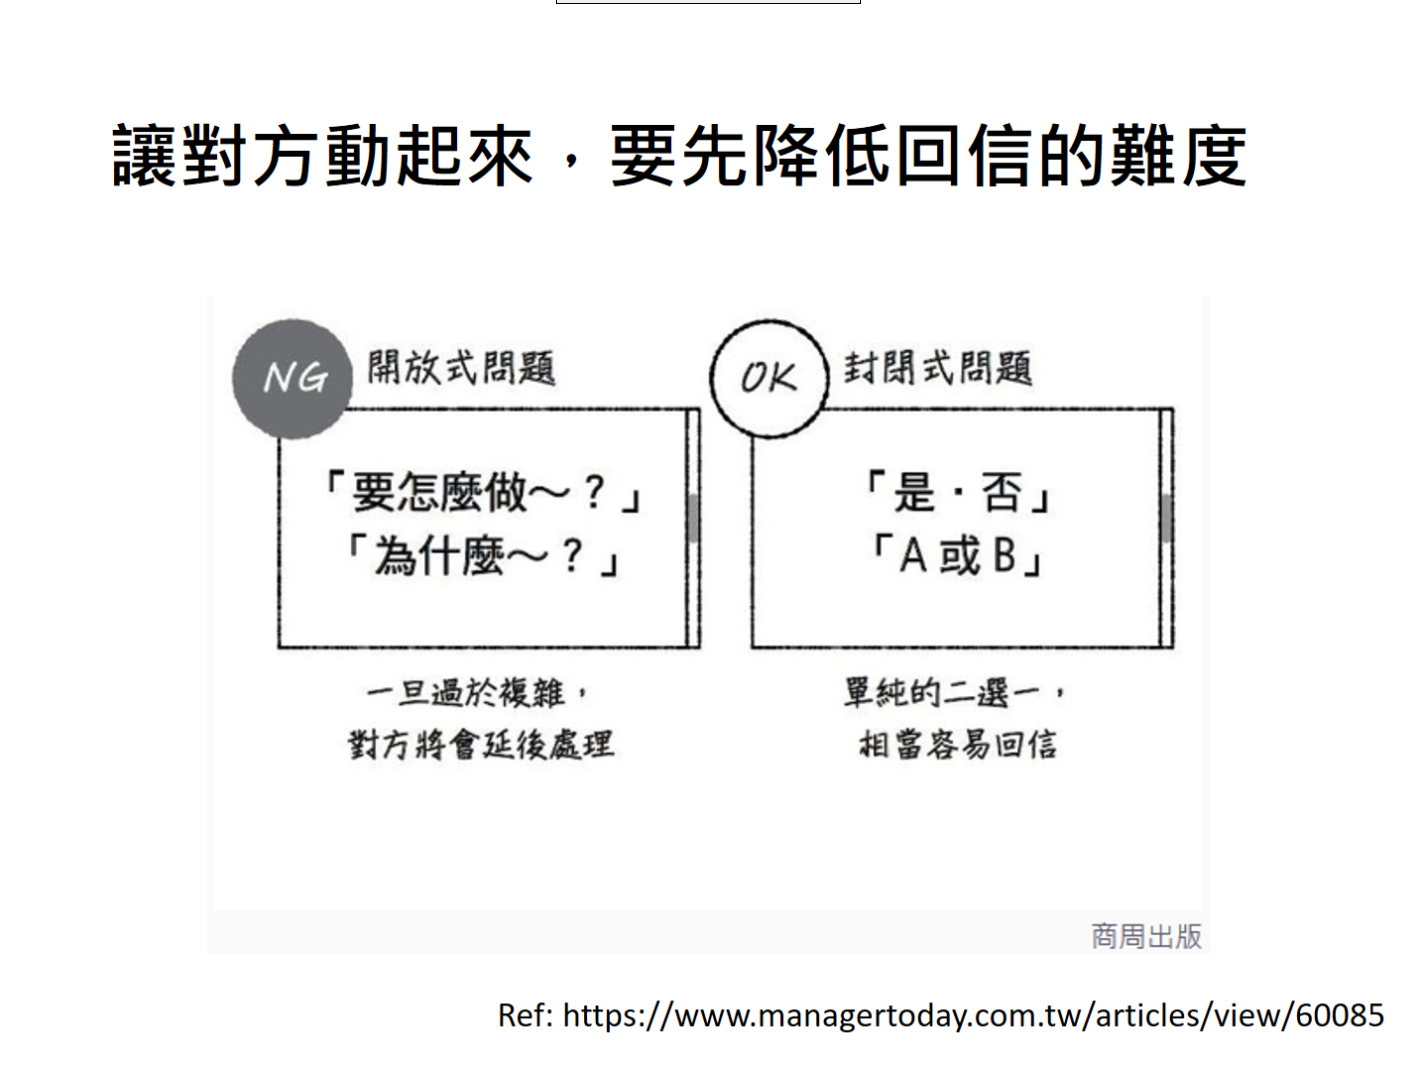 讓對方動起來，要先降低回信的難度
NG 開放式問題
「要怎麼做～？」
「為什麼～？」
一旦過於複雜，
對方將會延後處理
OK 封閉式問題
「是・否」
「A 或 B」
單純的二選一，
相當容易回信
商周出版
Ref: https://www.managertoday.com.tw/articles/view/60085